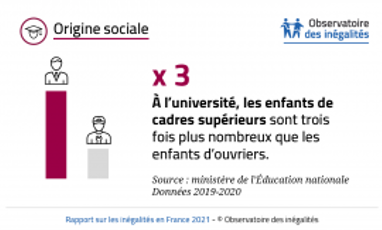 Origine sociale
Observatoire
des inégalités
x 3
À l'université, les enfants de
cadres supérieurs sont trois
fois plus nombreux que les
enfants d'ouvriers.
Source : ministère de l'Éducation nationale
Données 2019-2020
Rapport sur les inégalités en France 2021 - © Observatoire des inégalités